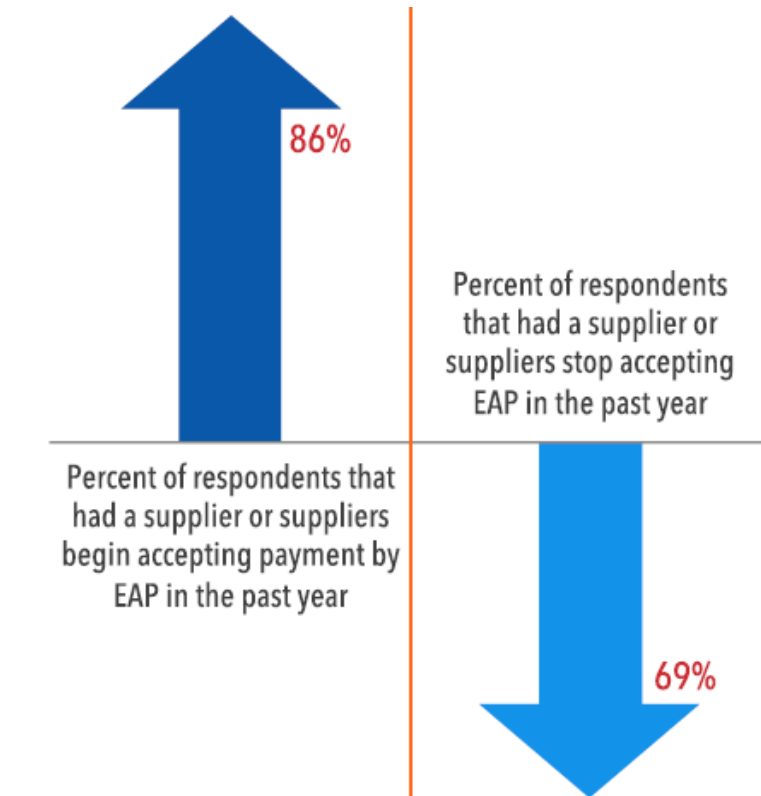 86%
Percent of respondents that
had a supplier or suppliers
begin accepting payment by
EAP in the past year
Percent of respondents
that had a supplier or
suppliers stop accepting
EAP in the past year
69%